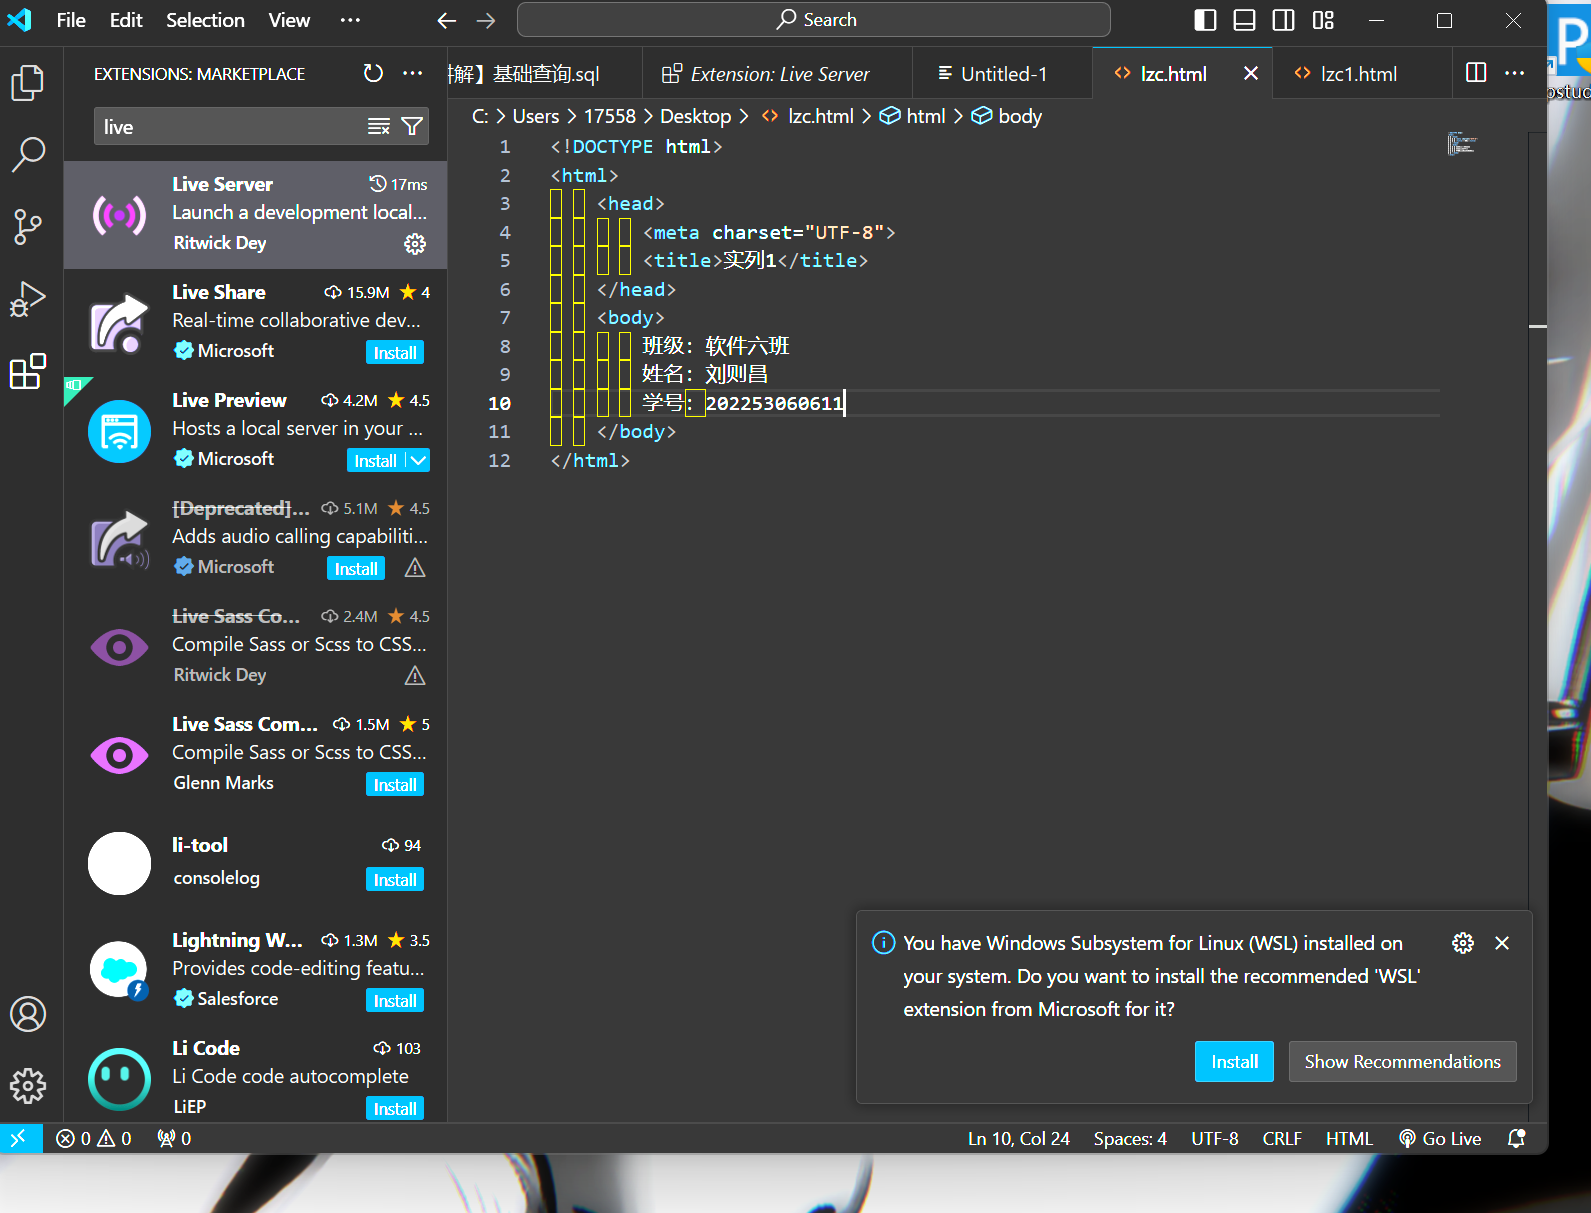 File Edit Selection View ··· Search
EXTENSIONS: MARKETPLACE
live
Live Server 17ms
Launch a development local...
Ritwick Dey
Live Share 15.9M 4
Real-time collaborative dev...
Microsoft Install
Live Preview 4.2M 4.5
Hosts a local server in your ...
Microsoft Install
[Deprecated]... 5.1M 4.5
Adds audio calling capabiliti...
Microsoft Install
Live Sass Co... 2.4M 4.5
Compile Sass or Scss to CSS...
Ritwick Dey
Live Sass Com... 1.5M 5
Compile Sass or Scss to CSS...
Glenn Marks Install
li-tool 94
consolelog Install
Lightning W... 1.3M 3.5
Provides code-editing featu...
Salesforce Install
Li Code 103
Li Code code autocomplete
LiEP Install
解】基础查询.sql Extension: Live Server Untitled-1 lzc.html lzc1.html
C: > Users > 17558 > Desktop > lzc.html > html > body
1 <!DOCTYPE html>
2 <html>
3 <head>
4 <meta charset="UTF-8">
5 <title>实列1</title>
6 </head>
7 <body>
8 班级：软件六班
9 姓名：刘则昌
10 学号：202253060611
11 </body>
12 </html>
You have Windows Subsystem for Linux (WSL) installed on
your system. Do you want to install the recommended 'WSL'
extension from Microsoft for it?
Install Show Recommendations
0 0 0 Ln 10, Col 24 Spaces: 4 UTF-8 CRLF HTML Go Live